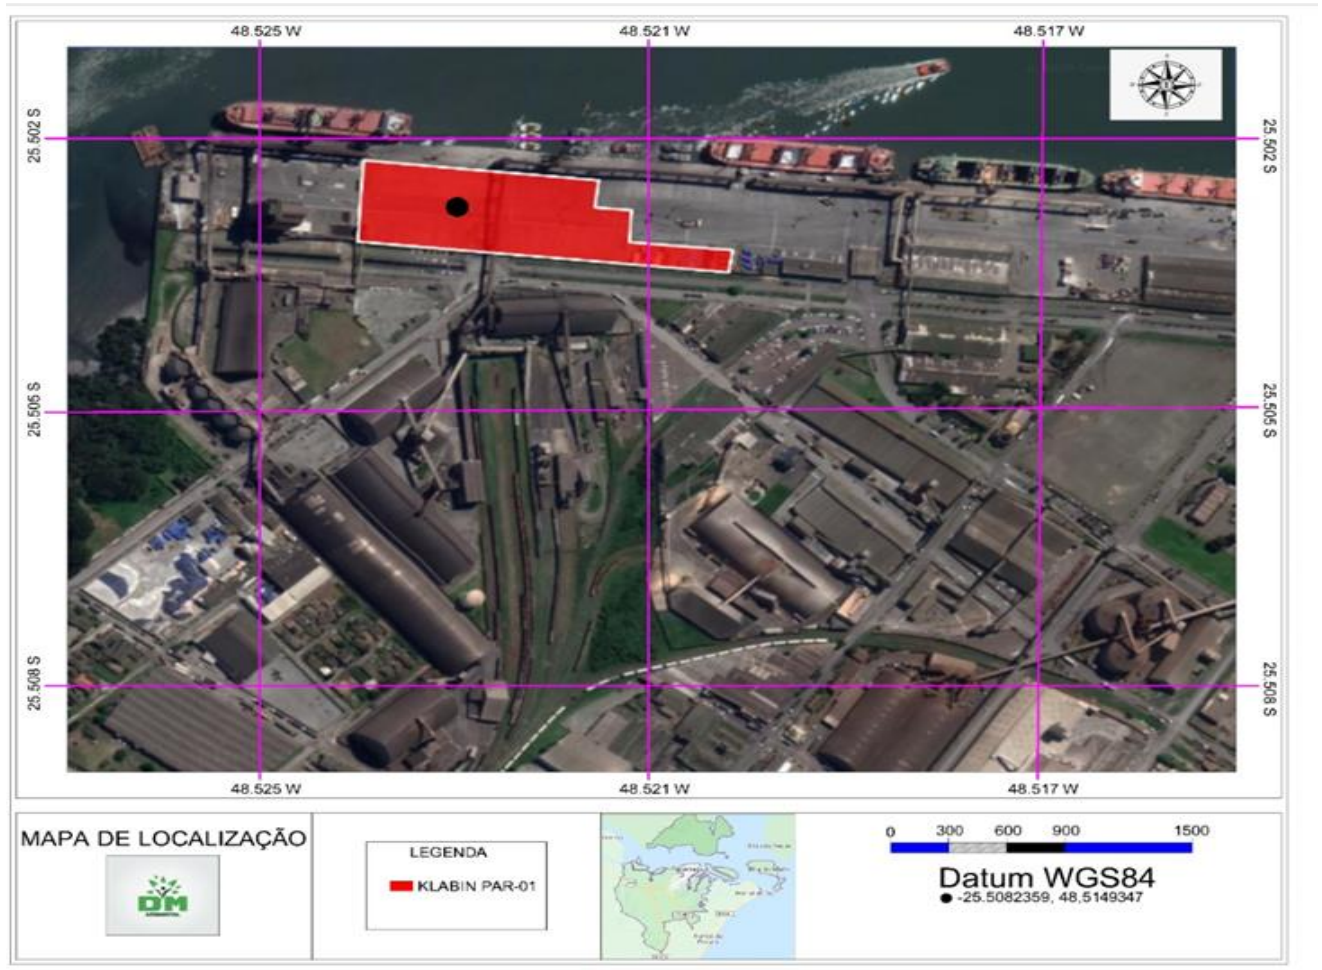 48.525 W
48.521 W
48.517 W
25.502 S
25.502 S
25.505 S
25.505 S
25.508 S
25.508 S
48.525 W
48.521 W
48.517 W
MAPA DE LOCALIZAÇÃO
DM
AMBIENTAL
LEGENDA
KLABIN PAR-01
0 300 600 900 1500
Datum WGS84
-25.5082359, 48,5149347